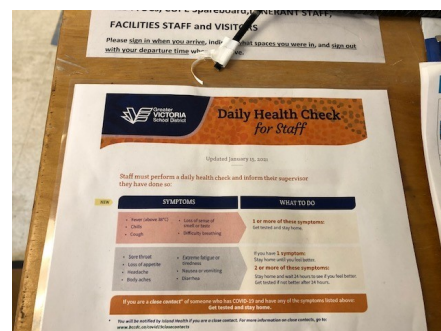 FACILITIES STAFF and VISITORS
Please sign in when you arrive, what spaces you were in, and sign out
with your departure time
Greater
VICTORIA
School District
Daily Health Check
for Staff
Updated January 15, 2021
Staff must perform a daily health check and inform their supervisor
they have done so:
NEW
SYMPTOMS
WHAT TO DO
• Fever (above 38°C)
• Chills
• Cough
• Loss of sense of
smell or taste
• Difficulty breathing
1 or more of these symptoms:
Get tested and stay home.
• Sore throat
• Loss of appetite
• Headache
• Body aches
• Extreme fatigue or
tiredness
• Nausea or vomiting
• Diarrhea
If you have 1 symptom:
Stay home until you feel better.
2 or more of these symptoms:
Stay home and wait 24 hours to see if you feel better.
Get tested if not better after 24 hours.
If you are a close contact* of someone who has COVID-19 and have any of the symptoms listed above:
Get tested and stay home.
* You will be notified by Island Health if you are a close contact. For more information on close contacts, go to: